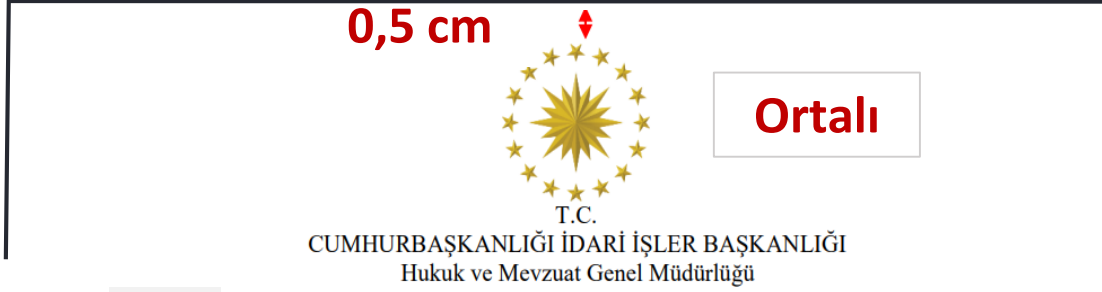 0,5 cm
Ortalı
T.C.
CUMHURBAŞKANLIĞI İDARİ İŞLER BAŞKANLIĞI
Hukuk ve Mevzuat Genel Müdürlüğü